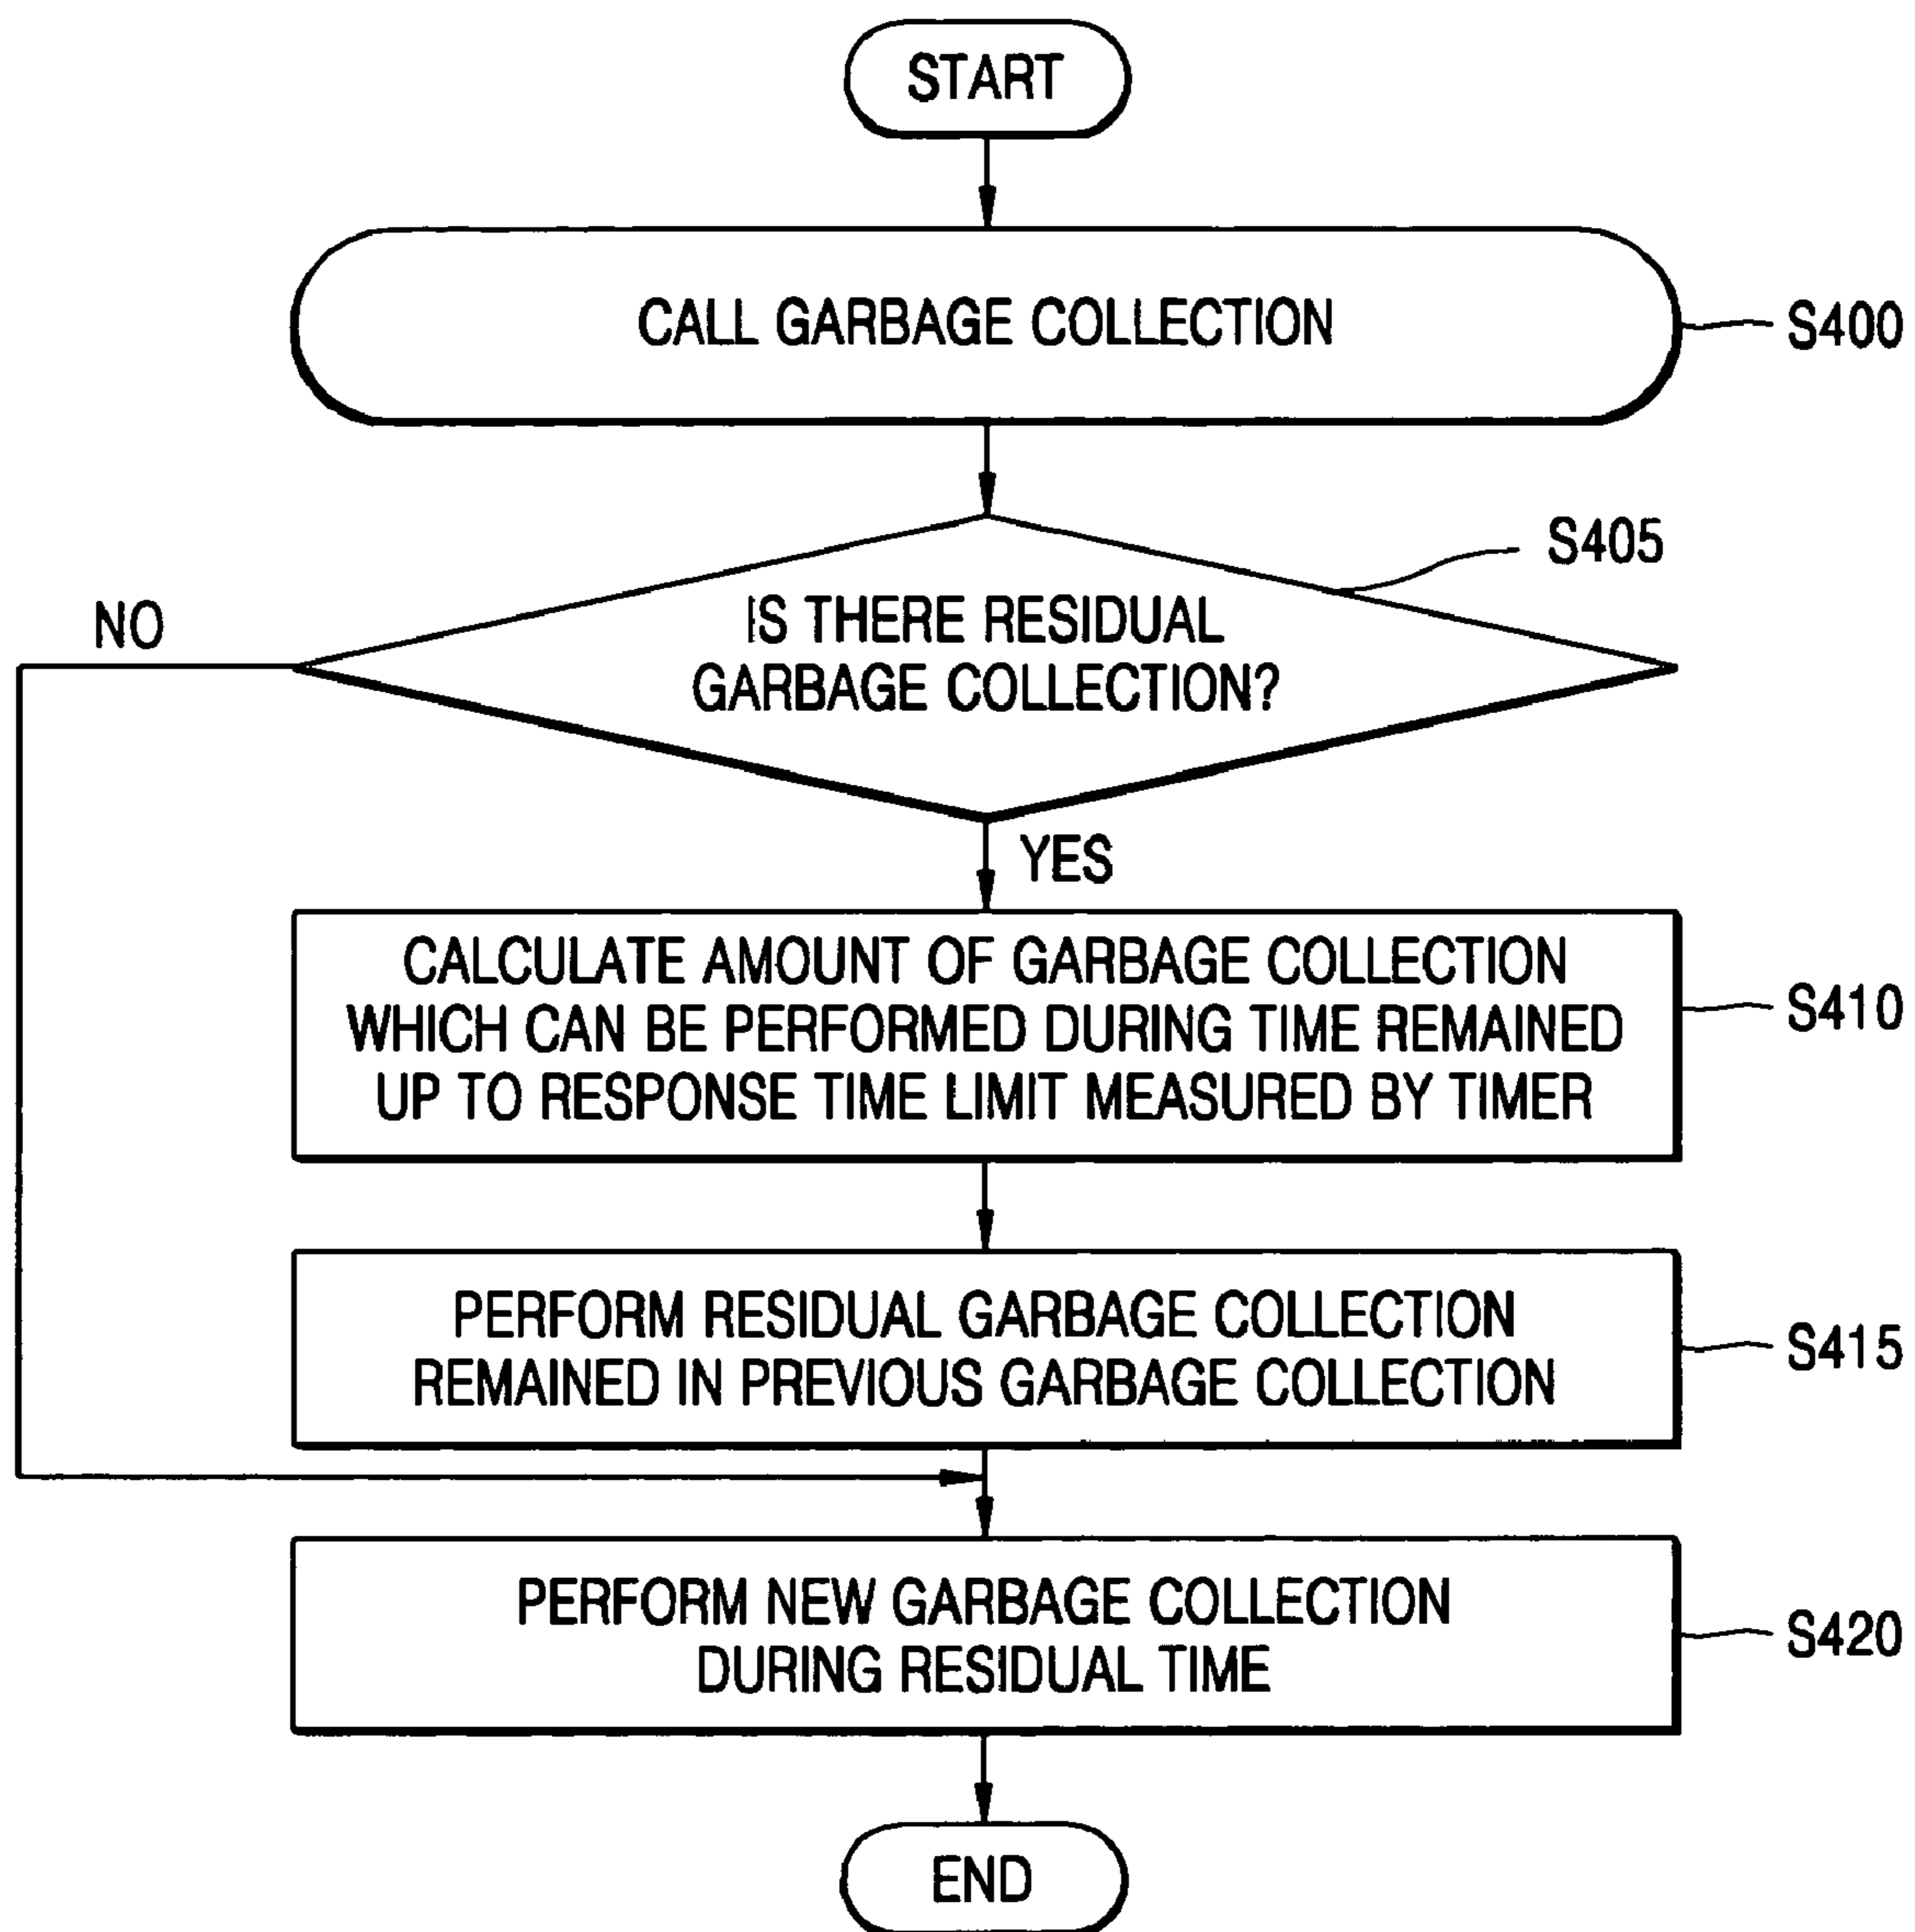 START
CALL GARBAGE COLLECTION
S400
S405
NO
IS THERE RESIDUAL
GARBAGE COLLECTION?
YES
CALCULATE AMOUNT OF GARBAGE COLLECTION
WHICH CAN BE PERFORMED DURING TIME REMAINED
UP TO RESPONSE TIME LIMIT MEASURED BY TIMER
S410
PERFORM RESIDUAL GARBAGE COLLECTION
REMAINED IN PREVIOUS GARBAGE COLLECTION
S415
PERFORM NEW GARBAGE COLLECTION
DURING RESIDUAL TIME
S420
END